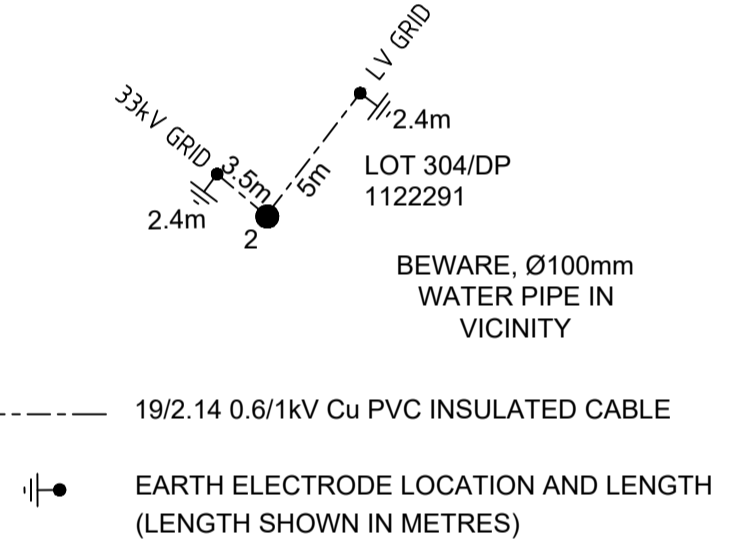 LV GRID
33kV GRID
2.4m
3.5m
5m
LOT 304/DP
1122291
2.4m
2
BEWARE, Ø100mm
WATER PIPE IN
VICINITY
19/2.14 0.6/1kV Cu PVC INSULATED CABLE
EARTH ELECTRODE LOCATION AND LENGTH
(LENGTH SHOWN IN METRES)